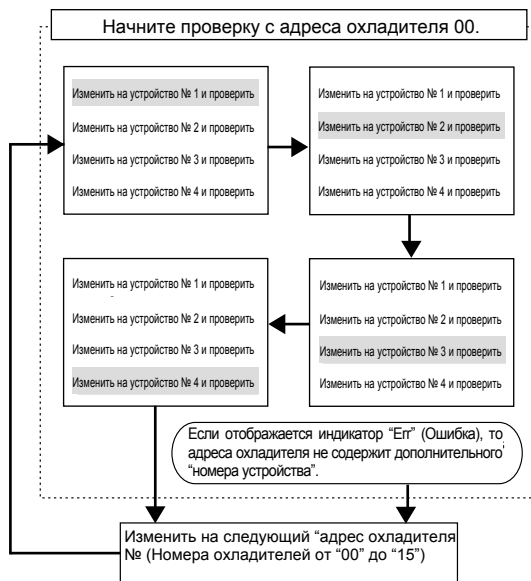 Начните проверку с адреса охладителя 00.
Изменить на устройство № 1 и проверить
Изменить на устройство № 2 и проверить
Изменить на устройство № 3 и проверить
Изменить на устройство № 4 и проверить
Изменить на устройство № 1 и проверить
Изменить на устройство № 2 и проверить
Изменить на устройство № 3 и проверить
Изменить на устройство № 4 и проверить
Изменить на устройство № 1 и проверить
Изменить на устройство № 2 и проверить
Изменить на устройство № 3 и проверить
Изменить на устройство № 4 и проверить
Изменить на устройство № 1 и проверить
Изменить на устройство № 2 и проверить
Изменить на устройство № 3 и проверить
Изменить на устройство № 4 и проверить
Если отображается индикатор “Err” (Ошибка), то
адреса охладителя не содержит дополнительного
“номера устройства”.
Изменить на следующий “адрес охладителя
№ (Номера охладителей от “00” до “15”)